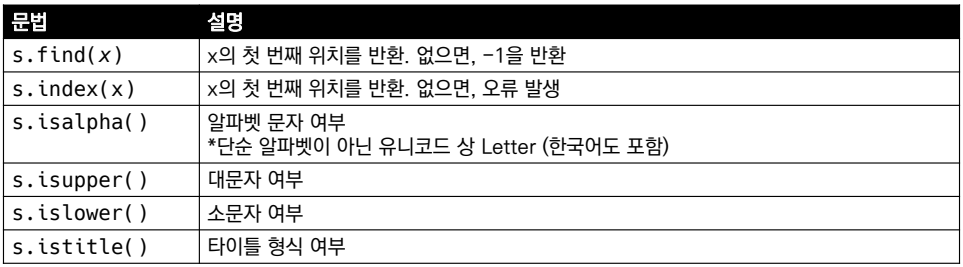 문법 설명
s.find(x) x의 첫 번째 위치를 반환. 없으면, -1을 반환
s.index(x) x의 첫 번째 위치를 반환. 없으면, 오류 발생
s.isalpha() 알파벳 문자 여부
*단순 알파벳이 아닌 유니코드 상 Letter (한국어도 포함)
s.isupper() 대문자 여부
s.islower() 소문자 여부
s.istitle() 타이틀 형식 여부